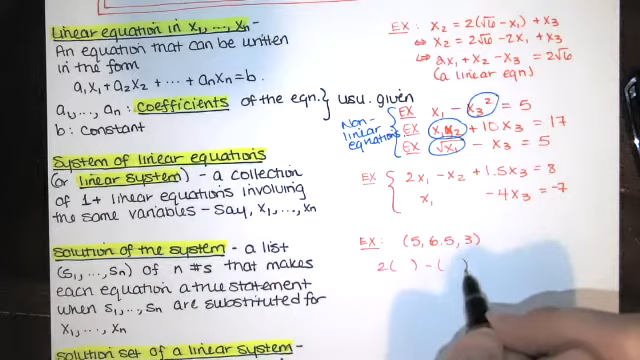 Linear equation in x₁, ..., xₙ -
An equation that can be written
in the form
a₁x₁ + a₂x₂ + ··· + aₙxₙ = b.
a₁, ..., aₙ: coefficients of the eqn. } usu. given
b: constant
System of linear equations
(or linear system) - a collection
of 1+ linear equations involving
the same variables - say, x₁, ..., xₙ
Solution of the system - a list
(s₁, ..., sₙ) of n #s that makes
each equation a true statement
when s₁, ..., sₙ are substituted for
x₁, ..., xₙ
Solution set of a linear system -
EX: x₂ = 2(√6 - x₁) + x₃
⇔ x₂ = 2√6 - 2x₁ + x₃
⇔ 2x₁ + x₂ - x₃ = 2√6
(a linear eqn)
Non-linear equations
EX x₁ - x₃² = 5
EX x₁x₂ + 10x₃ = 17
EX √x₁ - x₃ = 5
EX { 2x₁ - x₂ + 1.5x₃ = 8
x₁ - 4x₃ = -7
EX: (5, 6.5, 3)
2( ) - ( )